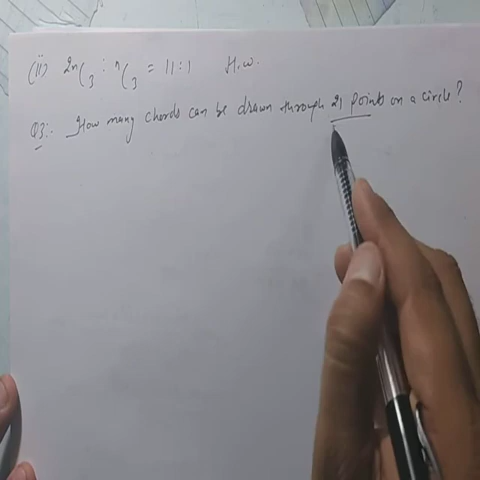 (ii) ²ⁿC₃ : ⁿC₃ = 11:1 H.w.
Q3:- How many chords can be drawn through 21 points on a circle?